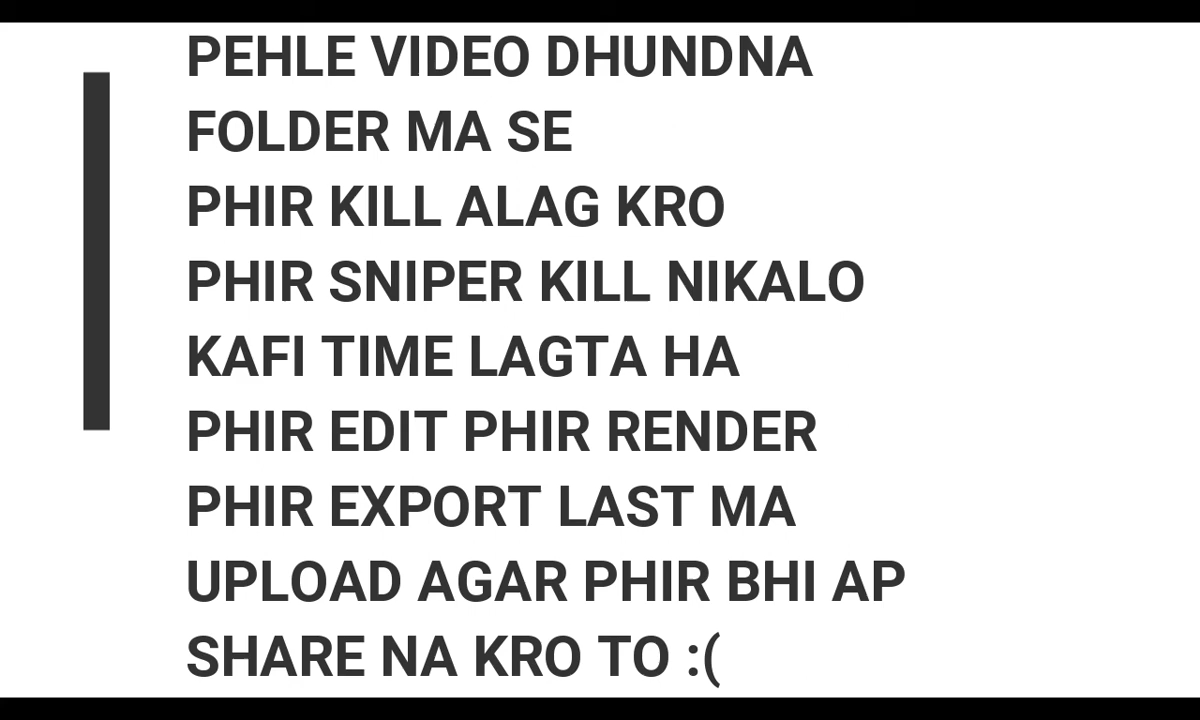 PEHLE VIDEO DHUNDNA
FOLDER MA SE
PHIR KILL ALAG KRO
PHIR SNIPER KILL NIKALO
KAFI TIME LAGTA HA
PHIR EDIT PHIR RENDER
PHIR EXPORT LAST MA
UPLOAD AGAR PHIR BHI AP
SHARE NA KRO TO :(